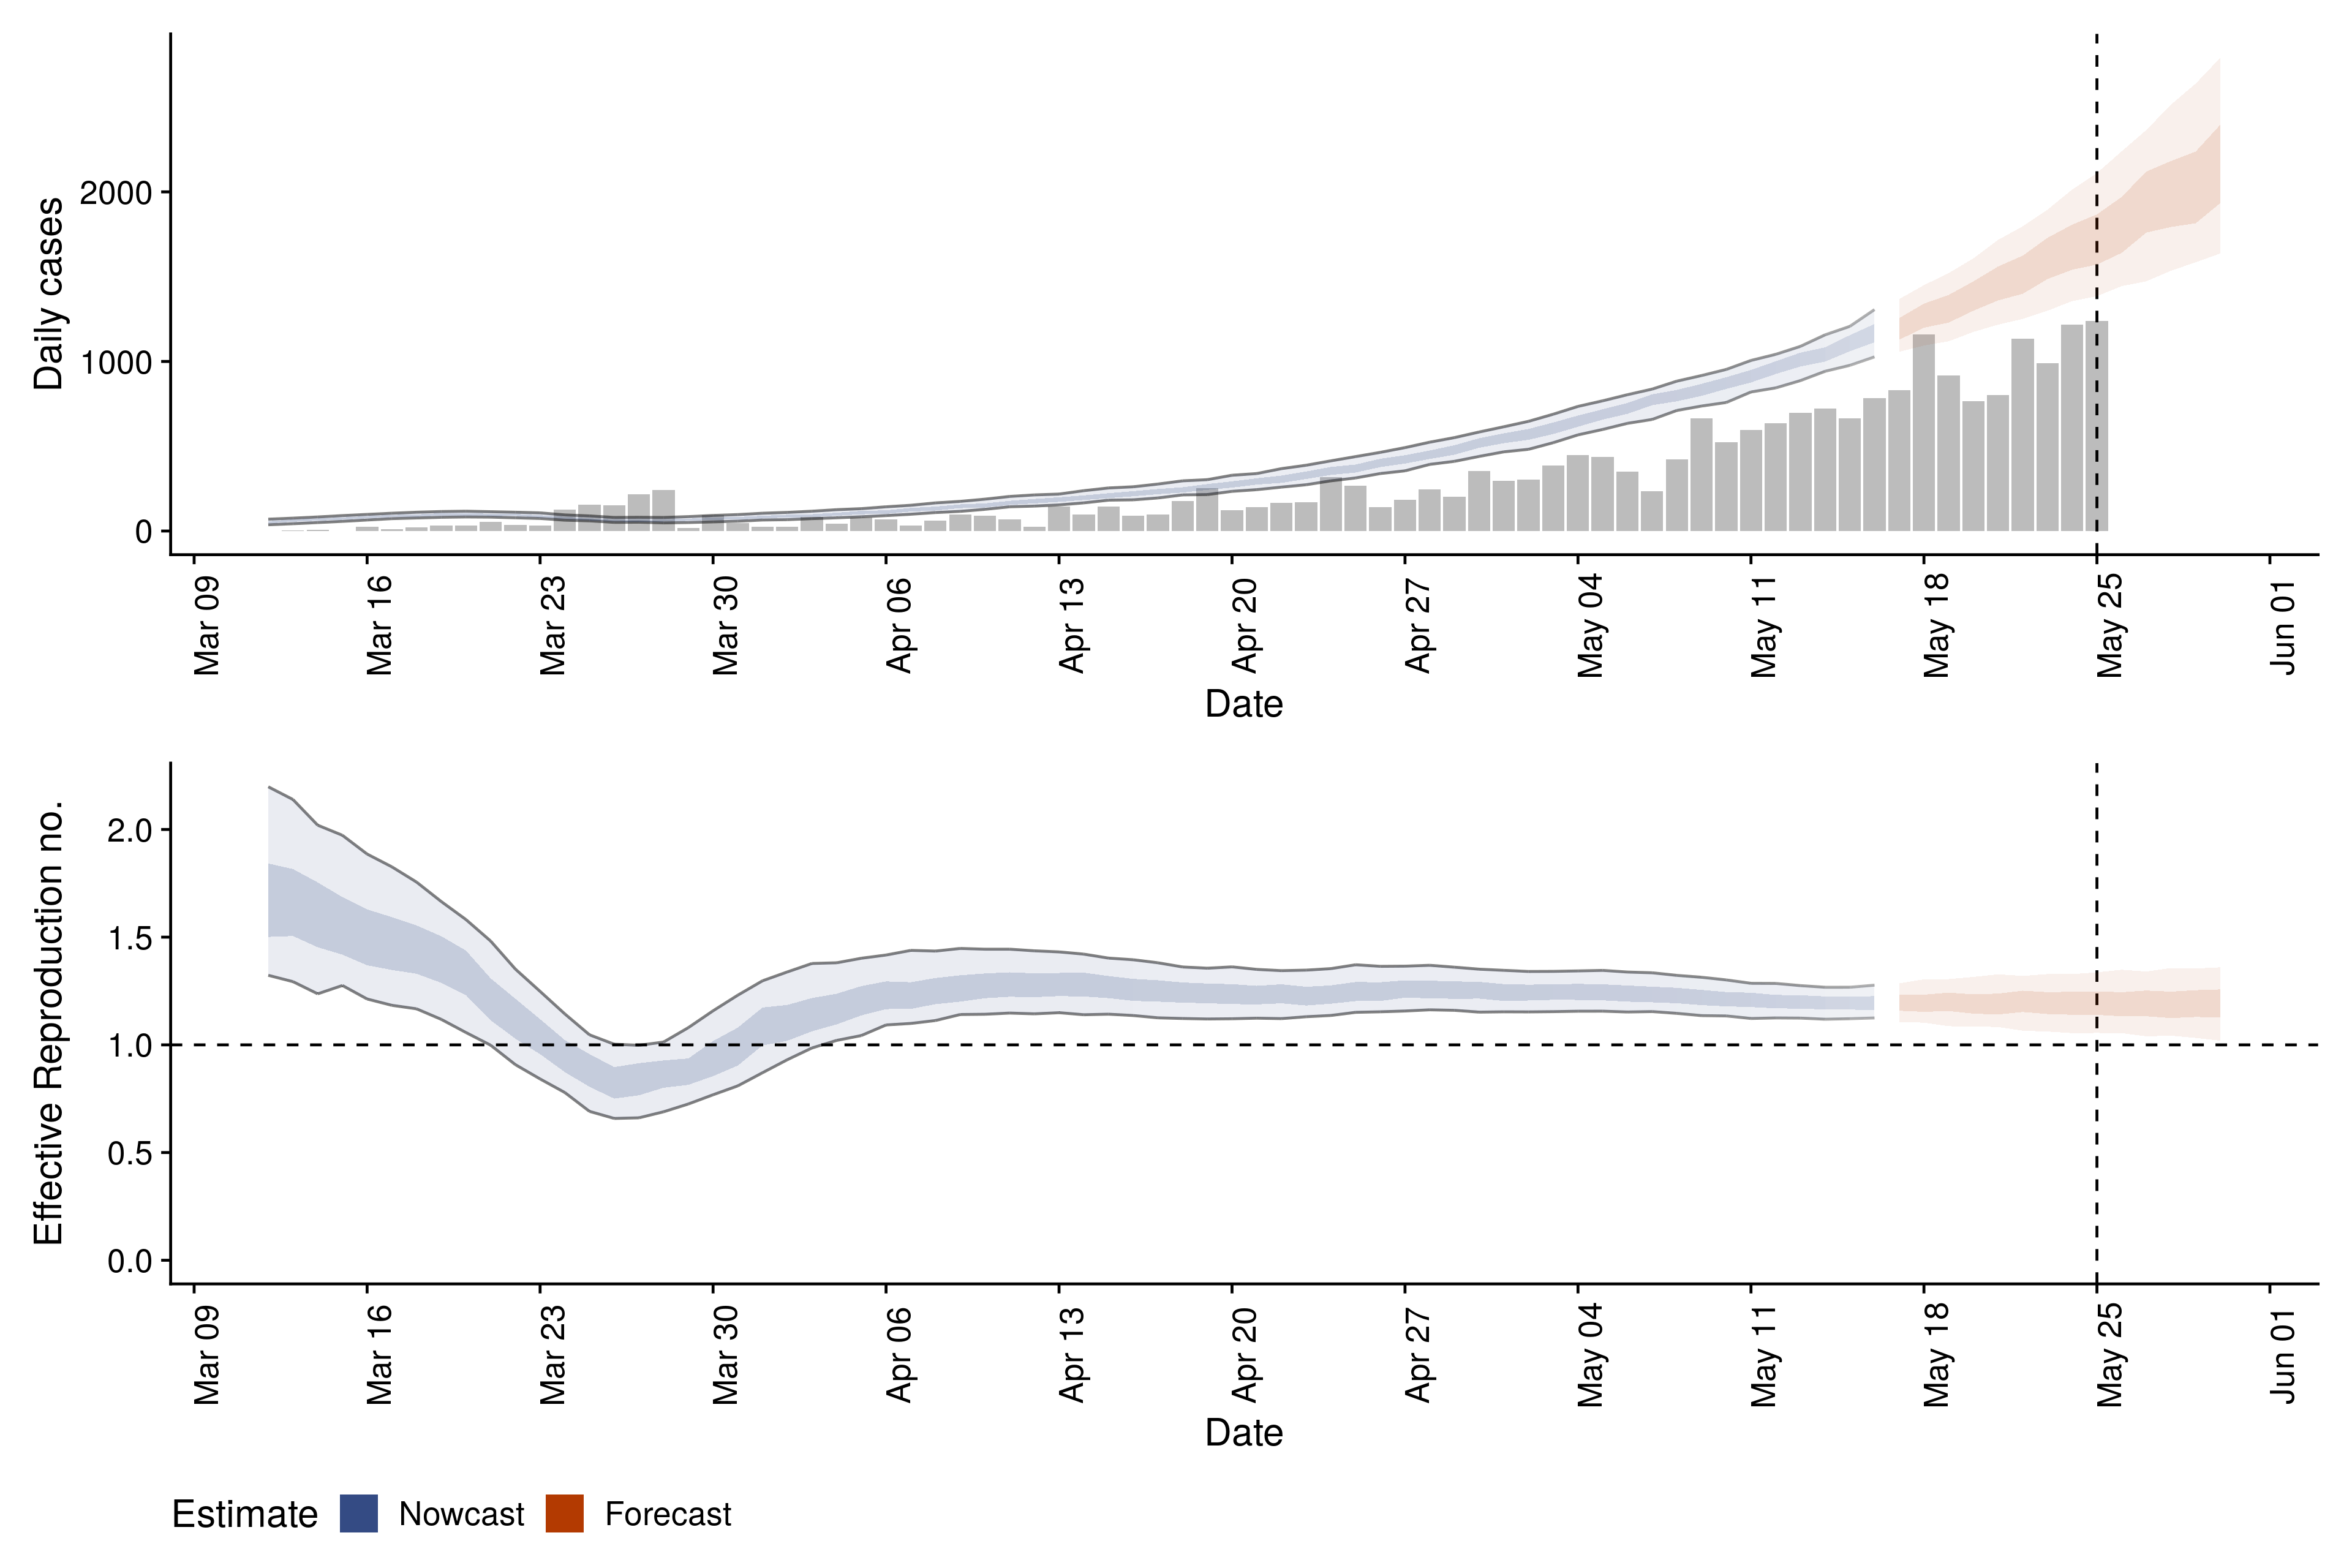 Daily cases
2000
1000
0
Mar 09
Mar 16
Mar 23
Mar 30
Apr 06
Apr 13
Apr 20
Apr 27
May 04
May 11
May 18
May 25
Jun 01
Date
Effective Reproduction no.
2.0
1.5
1.0
0.5
0.0
Mar 09
Mar 16
Mar 23
Mar 30
Apr 06
Apr 13
Apr 20
Apr 27
May 04
May 11
May 18
May 25
Jun 01
Date
Estimate Nowcast Forecast